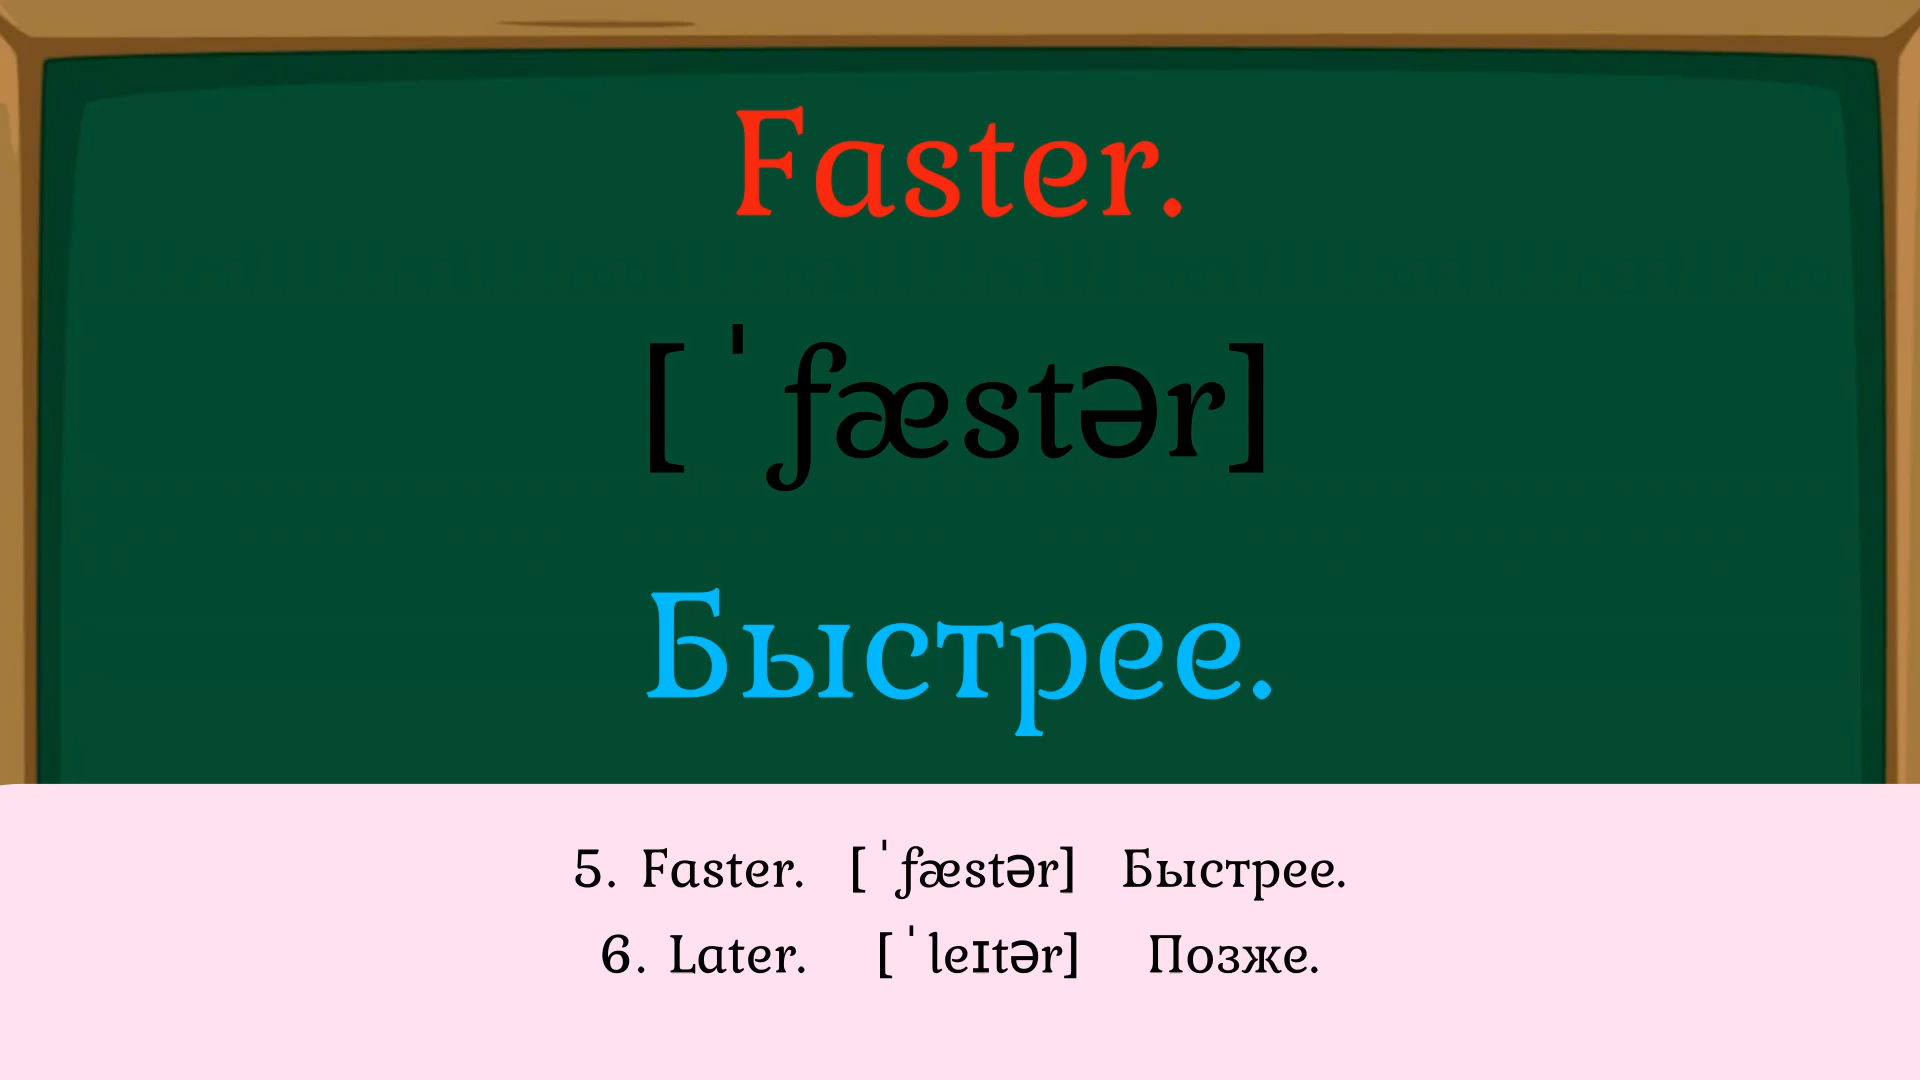 Faster.
[ˈfæstər]
Быстрее.
5. Faster. [ˈfæstər] Быстрее.
6. Later. [ˈleɪtər] Позже.